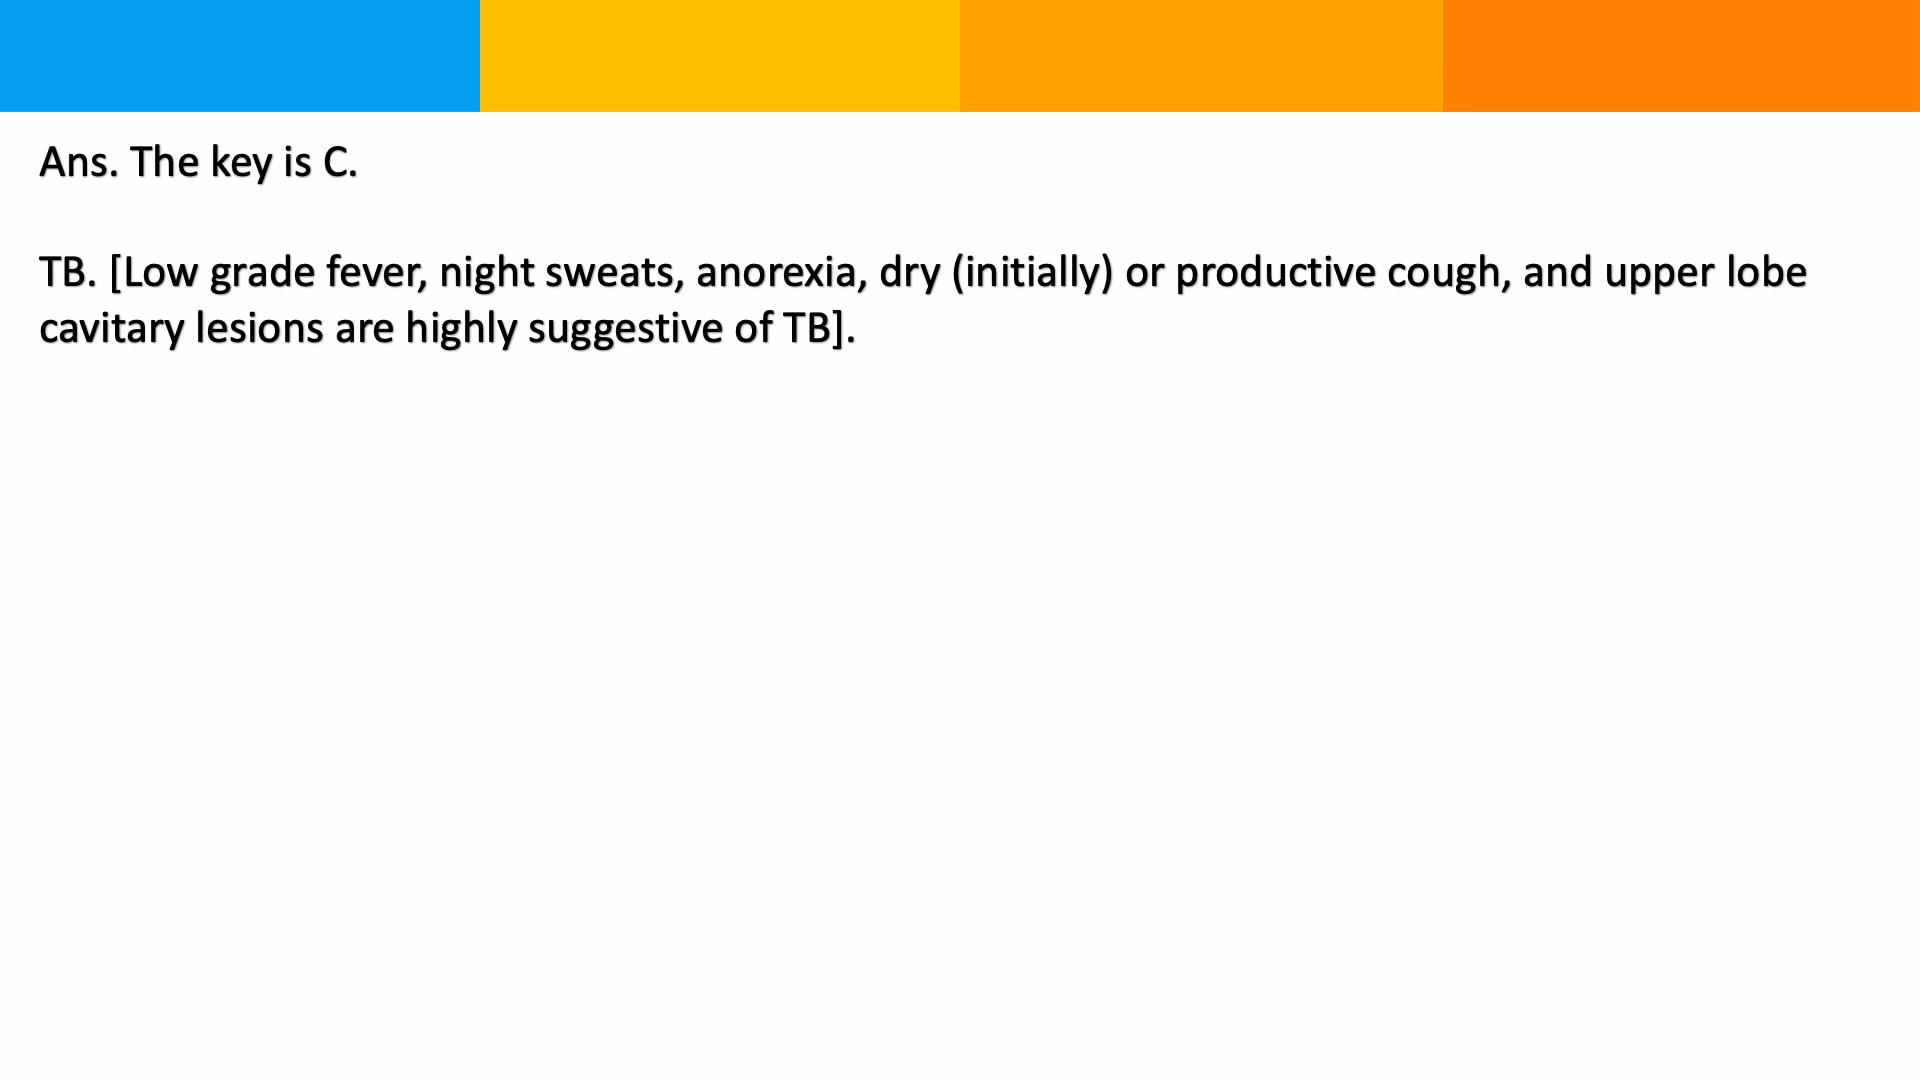 Ans. The key is C.
TB. [Low grade fever, night sweats, anorexia, dry (initially) or productive cough, and upper lobe
cavitary lesions are highly suggestive of TB].